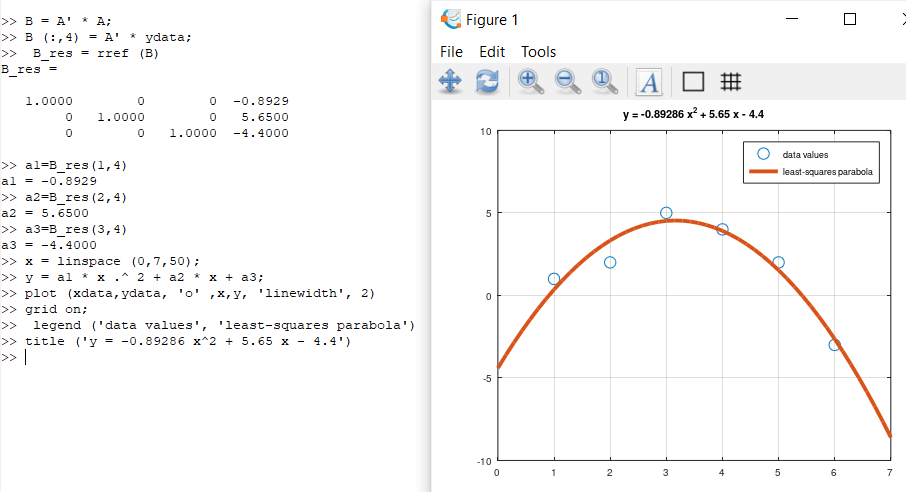 >> B = A' * A;
>> B (:,4) = A' * ydata;
>>  B_res = rref (B)
B_res =
1.0000 0 0 -0.8929
0 1.0000 0 5.6500
0 0 1.0000 -4.4000
>> a1=B_res(1,4)
a1 = -0.8929
>> a2=B_res(2,4)
a2 = 5.6500
>> a3=B_res(3,4)
a3 = -4.4000
>> x = linspace (0,7,50);
>> y = a1 * x .^ 2 + a2 * x + a3;
>> plot (xdata,ydata, 'o' ,x,y, 'linewidth', 2)
>> grid on;
>>  legend ('data values', 'least-squares parabola')
>> title ('y = -0.89286 x^2 + 5.65 x - 4.4')
>>
Figure 1
File Edit Tools
1 A
y = -0.89286 x² + 5.65 x - 4.4
data values
least-squares parabola
10
5
0
-5
-10
0 1 2 3 4 5 6 7